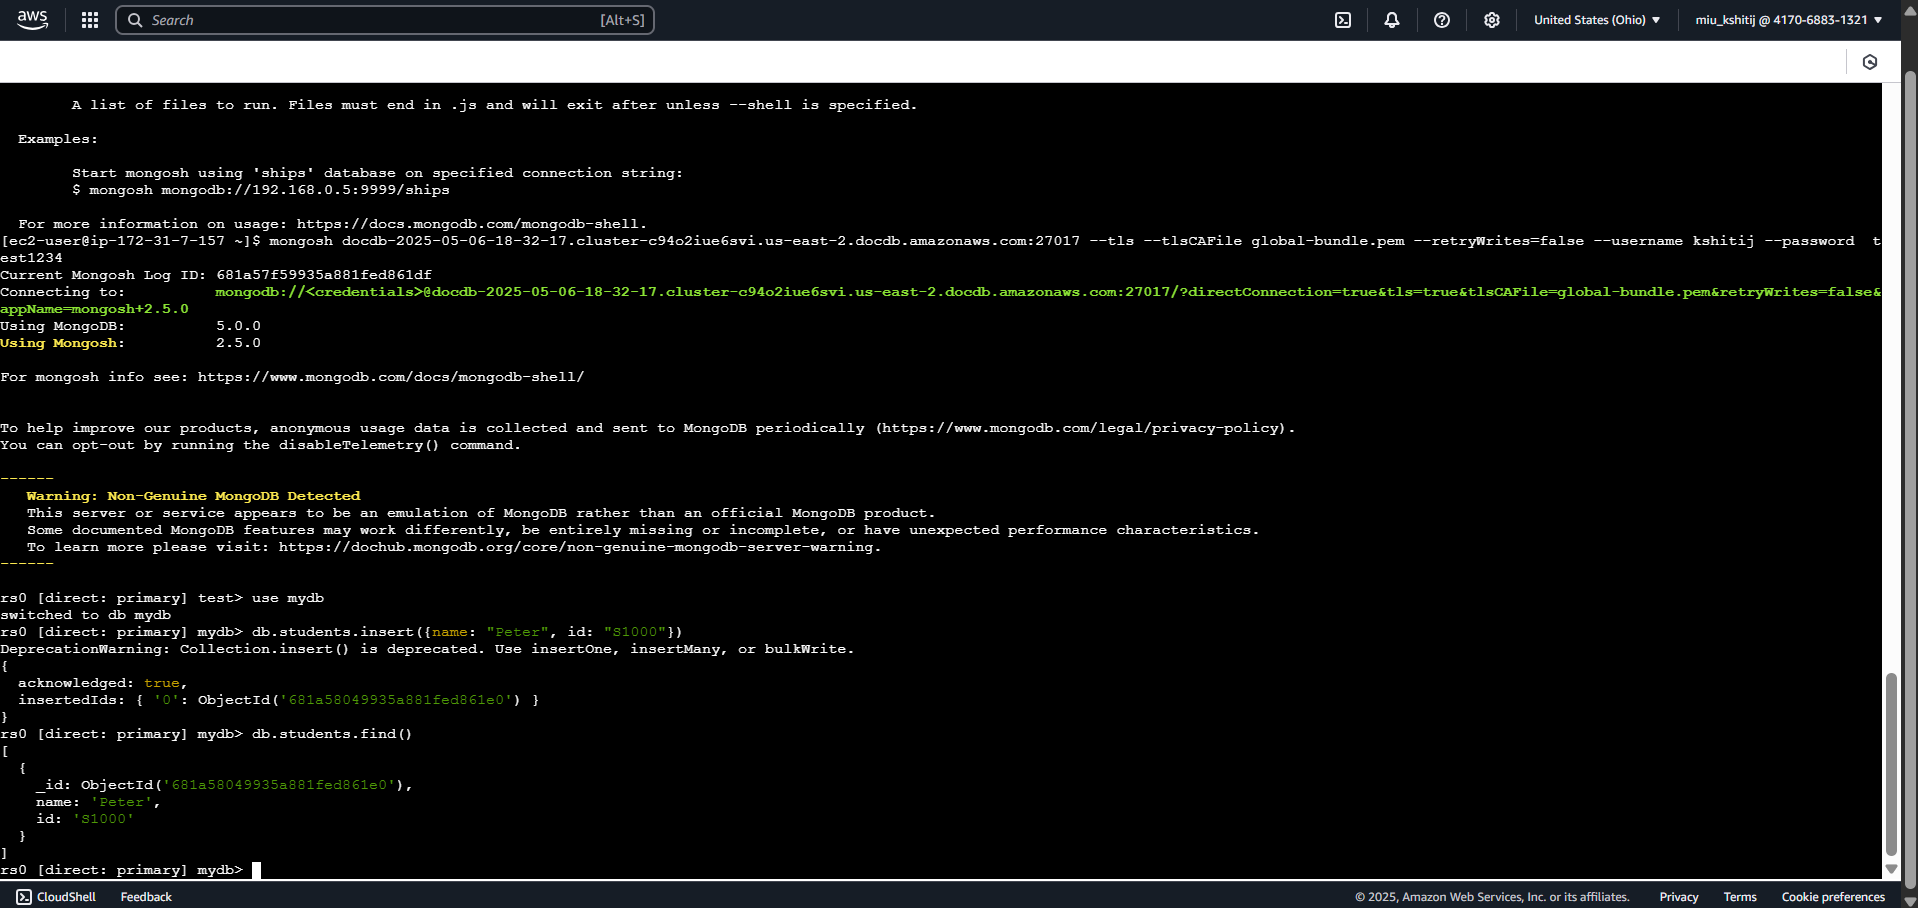 aws
Search [Alt+S]
United States (Ohio) ▼
miu_kshitij @ 4170-6883-1321 ▼
A list of files to run. Files must end in .js and will exit after unless --shell is specified.
Examples:
Start mongosh using 'ships' database on specified connection string:
$ mongosh mongodb://192.168.0.5:9999/ships
For more information on usage: https://docs.mongodb.com/mongodb-shell.
[ec2-user@ip-172-31-7-157 ~]$ mongosh docdb-2025-05-06-18-32-17.cluster-c94o2iue6svi.us-east-2.docdb.amazonaws.com:27017 --tls --tlsCAFile global-bundle.pem --retryWrites=false --username kshitij --password  t
est1234
Current Mongosh Log ID: 681a57f59935a881fed861df
Connecting to: mongodb://<credentials>@docdb-2025-05-06-18-32-17.cluster-c94o2iue6svi.us-east-2.docdb.amazonaws.com:27017/?directConnection=true&tls=true&tlsCAFile=global-bundle.pem&retryWrites=false&
appName=mongosh+2.5.0
Using MongoDB: 5.0.0
Using Mongosh: 2.5.0
For mongosh info see: https://www.mongodb.com/docs/mongodb-shell/
To help improve our products, anonymous usage data is collected and sent to MongoDB periodically (https://www.mongodb.com/legal/privacy-policy).
You can opt-out by running the disableTelemetry() command.
------
Warning: Non-Genuine MongoDB Detected
This server or service appears to be an emulation of MongoDB rather than an official MongoDB product.
Some documented MongoDB features may work differently, be entirely missing or incomplete, or have unexpected performance characteristics.
To learn more please visit: https://dochub.mongodb.org/core/non-genuine-mongodb-server-warning.
------
rs0 [direct: primary] test> use mydb
switched to db mydb
rs0 [direct: primary] mydb> db.students.insert({name: "Peter", id: "S1000"})
DeprecationWarning: Collection.insert() is deprecated. Use insertOne, insertMany, or bulkWrite.
{
acknowledged: true,
insertedIds: { '0': ObjectId('681a58049935a881fed861e0') }
}
rs0 [direct: primary] mydb> db.students.find()
[
{
_id: ObjectId('681a58049935a881fed861e0'),
name: 'Peter',
id: 'S1000'
}
]
rs0 [direct: primary] mydb>
CloudShell Feedback © 2025, Amazon Web Services, Inc. or its affiliates. Privacy Terms Cookie preferences